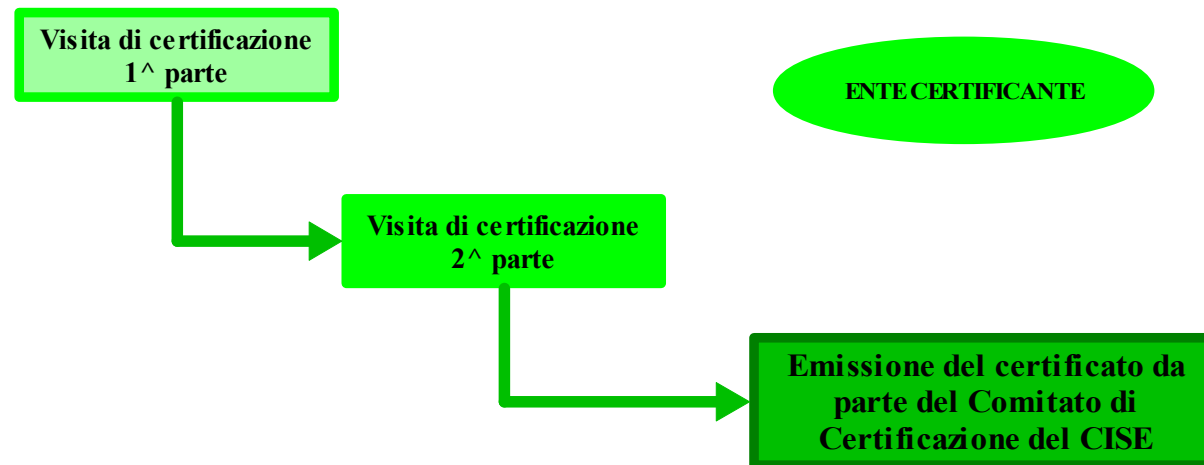 Visita di certificazione
1^ parte
ENTE CERTIFICANTE
Visita di certificazione
2^ parte
Emissione del certificato da
parte del Comitato di
Certificazione del CISE